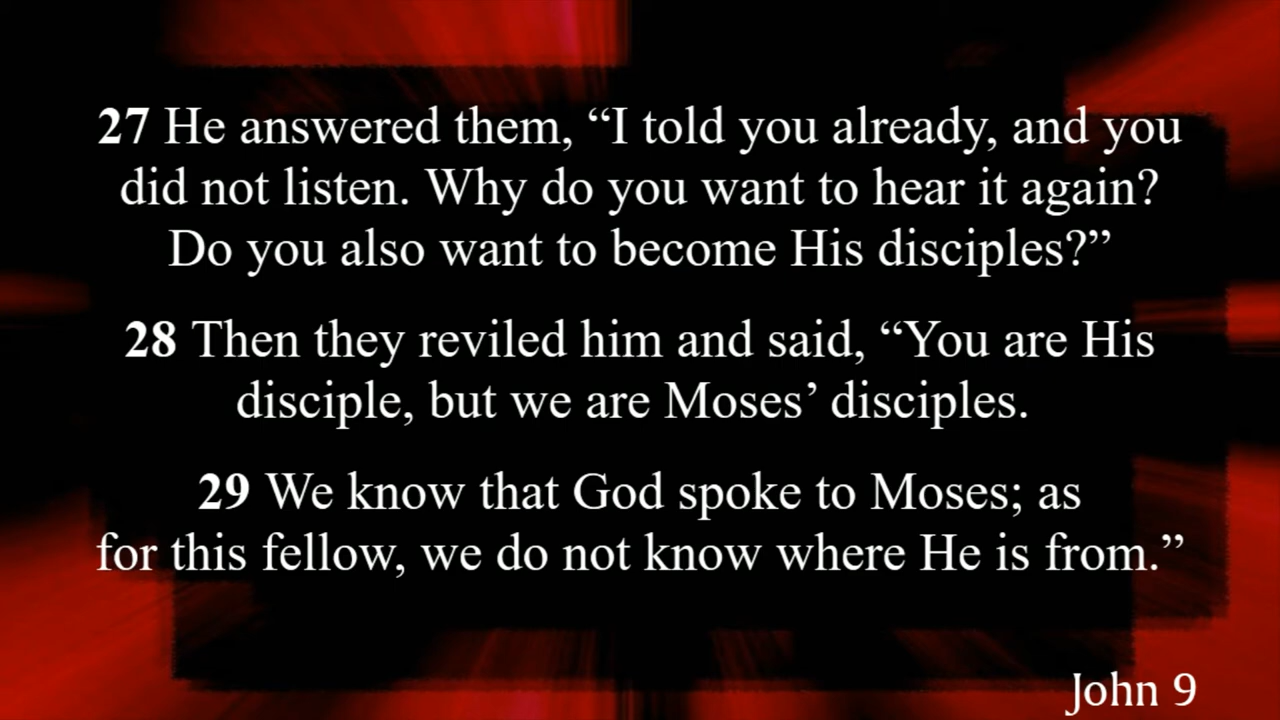 27 He answered them, “I told you already, and you
did not listen. Why do you want to hear it again?
Do you also want to become His disciples?”
28 Then they reviled him and said, “You are His
disciple, but we are Moses’ disciples.
29 We know that God spoke to Moses; as
for this fellow, we do not know where He is from.”
John 9